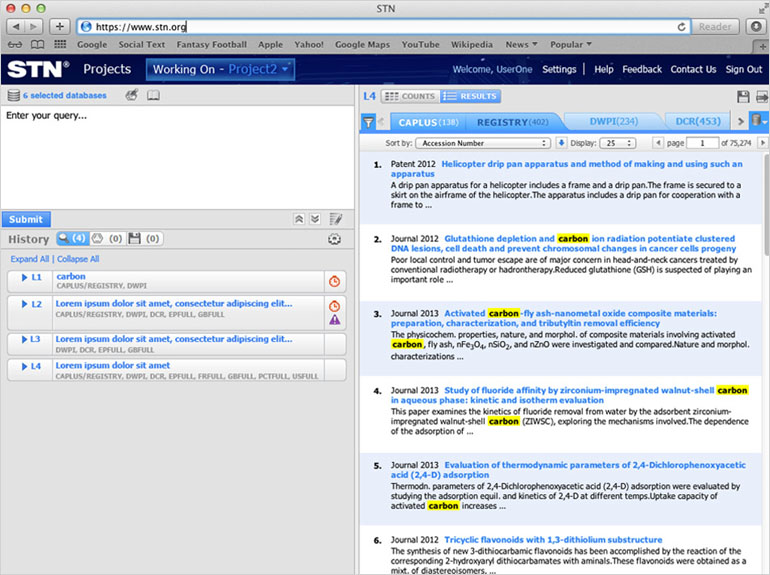 STN
https://www.stn.org
Reader
Google Social Text Fantasy Football Apple Yahoo! Google Maps YouTube Wikipedia News Popular
STN® Projects Working On - Project2 Welcome, UserOne Settings Help Feedback Contact Us Sign Out
6 selected databases
Enter your query...
Submit
History (4) (0) (0)
Expand All | Collapse All
L1 carbon
CAPLUS/REGISTRY, DWPI
L2 Lorem ipsum dolor sit amet, consectetur adipiscing elit...
CAPLUS/REGISTRY, DWPI, DCR, EPFULL, GBFULL
L3 Lorem ipsum dolor sit amet, consectetur adipiscing elit...
DWPI, DCR, EPFULL, GBFULL
L4 Lorem ipsum dolor sit amet
CAPLUS/REGISTRY, DWPI, DCR, EPFULL, FRFULL, GBFULL, PCTFULL, USFULL
L4 COUNTS RESULTS
CAPLUS(138) REGISTRY(402) DWPI(234) DCR(453)
Sort by: Accession Number Display: 25 page 1 of 75,274
1. Patent 2012 Helicopter drip pan apparatus and method of making and using such an
apparatus
A drip pan apparatus for a helicopter includes a frame and a drip pan.The frame is secured to a
skirt on the airframe of the helicopter.The apparatus includes a drip pan for cooperation with a
frame to ...
2. Journal 2012 Glutathione depletion and carbon ion radiation potentiate clustered
DNA lesions, cell death and prevent chromosomal changes in cancer cells progeny
Poor local control and tumor escape are of major concern in head-and-neck cancers treated by
conventional radiotherapy or hadrontherapy.Reduced glutathione (GSH) is suspected of playing an
important role ...
3. Journal 2013 Activated carbon-fly ash-nanometal oxide composite materials:
preparation, characterization, and tributyltin removal efficiency
The physicochem. properties, nature, and morphol. of composite materials involving activated
carbon, fly ash, nFe3O4, nSiO2, and nZnO were investigated and compared.Nature and morphol.
characterizations ...
4. Journal 2013 Study of fluoride affinity by zirconium-impregnated walnut-shell carbon
in aqueous phase: kinetic and isotherm evaluation
This paper examines the kinetics of fluoride removal from water by the adsorbent zirconium-
impregnated walnut-shell carbon (ZIWSC), exploring the mechanisms involved.The dependence
of the adsorption of ...
5. Journal 2013 Evaluation of thermodynamic parameters of 2,4-Dichlorophenoxyacetic
acid (2,4-D) adsorption
Thermodn. parameters of 2,4-Dichlorophenoxyacetic acid (2,4-D) adsorption were evaluated by
studying the adsorption equil. and kinetics of 2,4-D at different temps.Uptake capacity of
activated carbon increases ...
6. Journal 2012 Tricyclic flavonoids with 1,3-dithiolium substructure
The synthesis of new 3-dithiocarbamic flavonoids has been accomplished by the reaction of the
corresponding 2-hydroxyaryl dithiocarbamates with aminals.These flavonoids were obtained as a
mixt. of diastereoisomers, ...